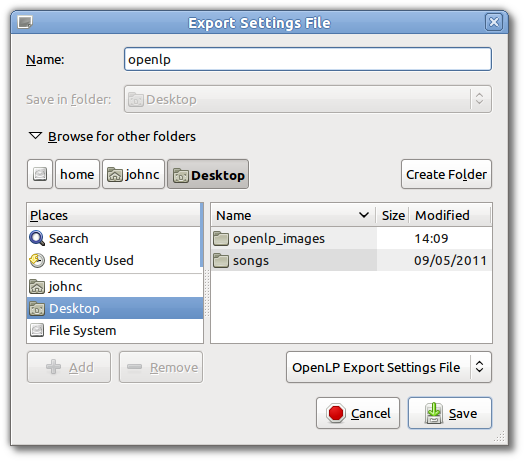 Export Settings File
Name: openlp
Save in folder: Desktop
Browse for other folders
home johnc Desktop Create Folder
Places Name Size Modified
Search openlp_images 14:09
Recently Used songs 09/05/2011
johnc
Desktop
File System
Add Remove OpenLP Export Settings File
Cancel Save